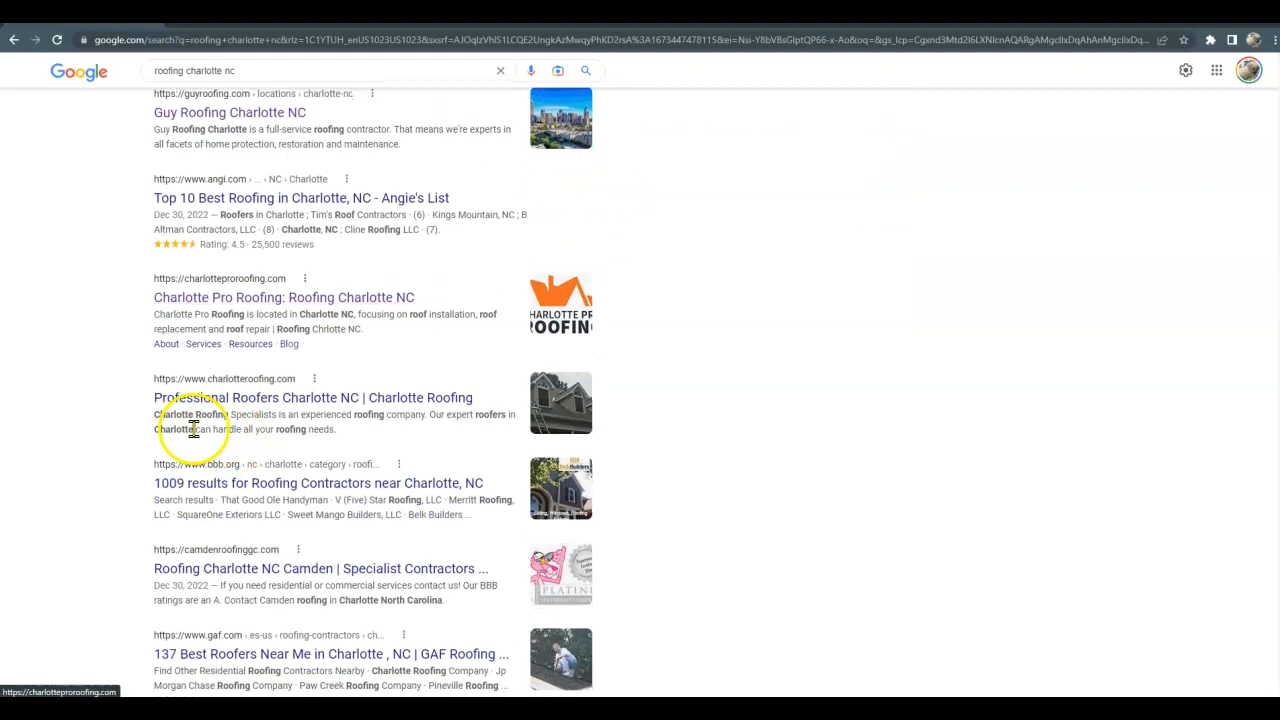 google.com/search?q=roofing+charlotte+nc&rlz=1C1YTUH_enUS1023US1023&sxsrf=
Google
roofing charlotte nc
https://guyroofing.com › locations › charlotte-nc
Guy Roofing Charlotte NC
Guy Roofing Charlotte is a full-service roofing contractor. That means we're experts in
all facets of home protection, restoration and maintenance.
https://www.angi.com › ... › NC › Charlotte
Top 10 Best Roofing in Charlotte, NC - Angie's List
Dec 30, 2022 — Roofers in Charlotte ; Tim's Roof Contractors · (6) · Kings Mountain, NC ; B
Altman Contractors, LLC · (8) · Charlotte, NC ; Cline Roofing LLC · (7).
Rating: 4.5 · 25,500 reviews
https://charlotteproroofing.com
Charlotte Pro Roofing: Roofing Charlotte NC
Charlotte Pro Roofing is located in Charlotte NC, focusing on roof installation, roof
replacement and roof repair | Roofing Chrlotte NC.
About · Services · Resources · Blog
HARLOTTE PR
ROOFIN
https://www.charlotteroofing.com
Professional Roofers Charlotte NC | Charlotte Roofing
Charlotte Roofing Specialists is an experienced roofing company. Our expert roofers in
Charlotte can handle all your roofing needs.
https://www.bbb.org › nc › charlotte › category › roofi...
1009 results for Roofing Contractors near Charlotte, NC
Search results · That Good Ole Handyman · V (Five) Star Roofing, LLC · Merritt Roofing,
LLC · SquareOne Exteriors LLC · Sweet Mango Builders, LLC · Belk Builders ...
https://camdenroofinggc.com
Roofing Charlotte NC Camden | Specialist Contractors ...
Dec 30, 2022 — If you need residential or commercial services contact us! Our BBB
ratings are an A. Contact Camden roofing in Charlotte North Carolina.
PLATIN
https://www.gaf.com › es-us › roofing-contractors › ch...
137 Best Roofers Near Me in Charlotte , NC | GAF Roofing ...
Find Other Residential Roofing Contractors Nearby · Charlotte Roofing Company · Jp
Morgan Chase Roofing Company · Paw Creek Roofing Company · Pineville Roofing ...
https://charlotteproroofing.com